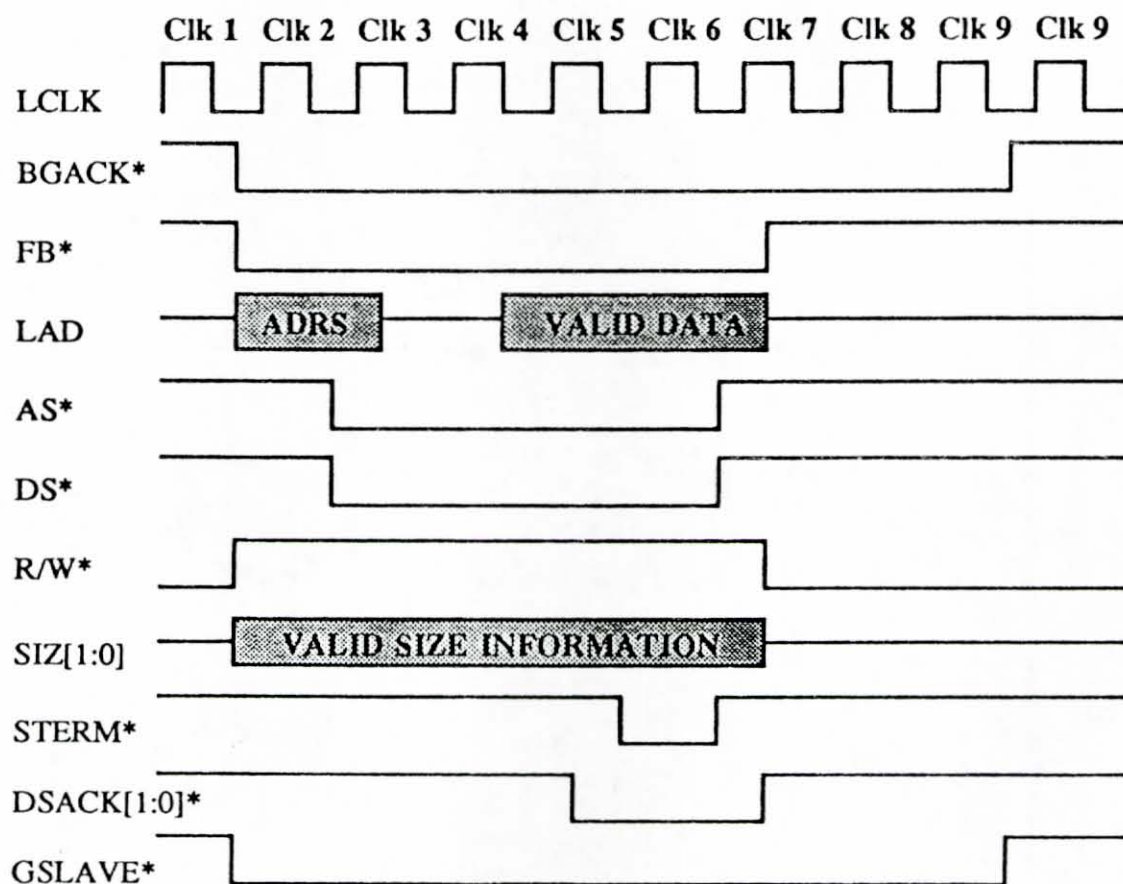 Clk 1 Clk 2 Clk 3 Clk 4 Clk 5 Clk 6 Clk 7 Clk 8 Clk 9 Clk 9
LCLK
BGACK*
FB*
LAD ADRS VALID DATA
AS*
DS*
R/W*
SIZ[1:0] VALID SIZE INFORMATION
STERM*
DSACK[1:0]*
GSLAVE*